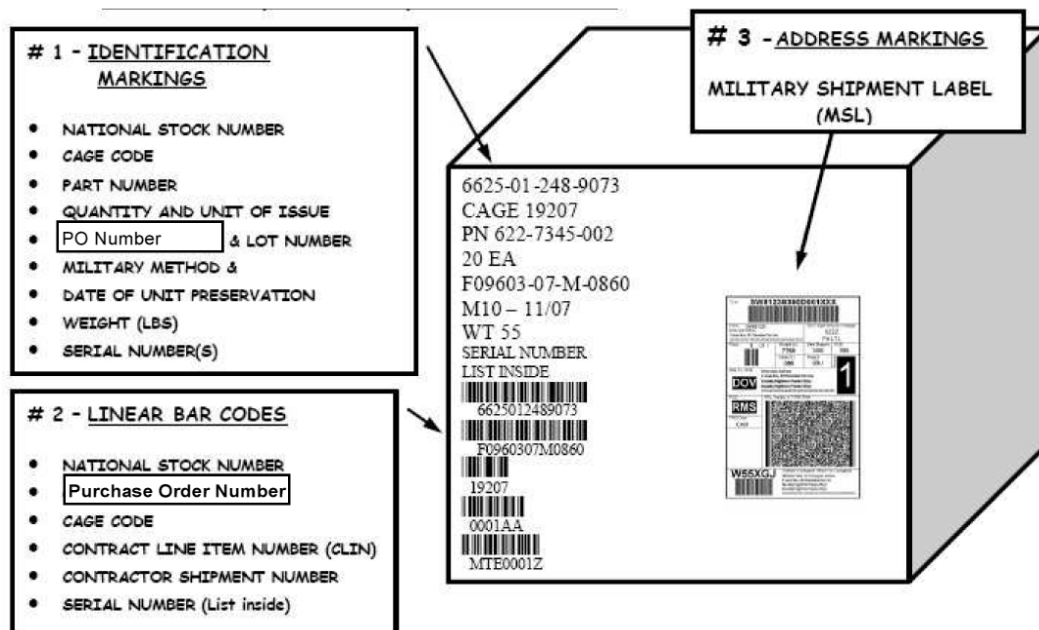 # 1 - IDENTIFICATION
MARKINGS
• NATIONAL STOCK NUMBER
• CAGE CODE
• PART NUMBER
• QUANTITY AND UNIT OF ISSUE
• PO Number & LOT NUMBER
• MILITARY METHOD &
• DATE OF UNIT PRESERVATION
• WEIGHT (LBS)
• SERIAL NUMBER(S)
# 2 - LINEAR BAR CODES
• NATIONAL STOCK NUMBER
• Purchase Order Number
• CAGE CODE
• CONTRACT LINE ITEM NUMBER (CLIN)
• CONTRACTOR SHIPMENT NUMBER
• SERIAL NUMBER (List inside)
# 3 - ADDRESS MARKINGS
MILITARY SHIPMENT LABEL
(MSL)
6625-01-248-9073
CAGE 19207
PN 622-7345-002
20 EA
F09603-07-M-0860
M10 – 11/07
WT 55
SERIAL NUMBER
LIST INSIDE
6625012489073
F0960307M0860
19207
0001AA
MTE0001Z
1
DOV
RMS
W55XGJ